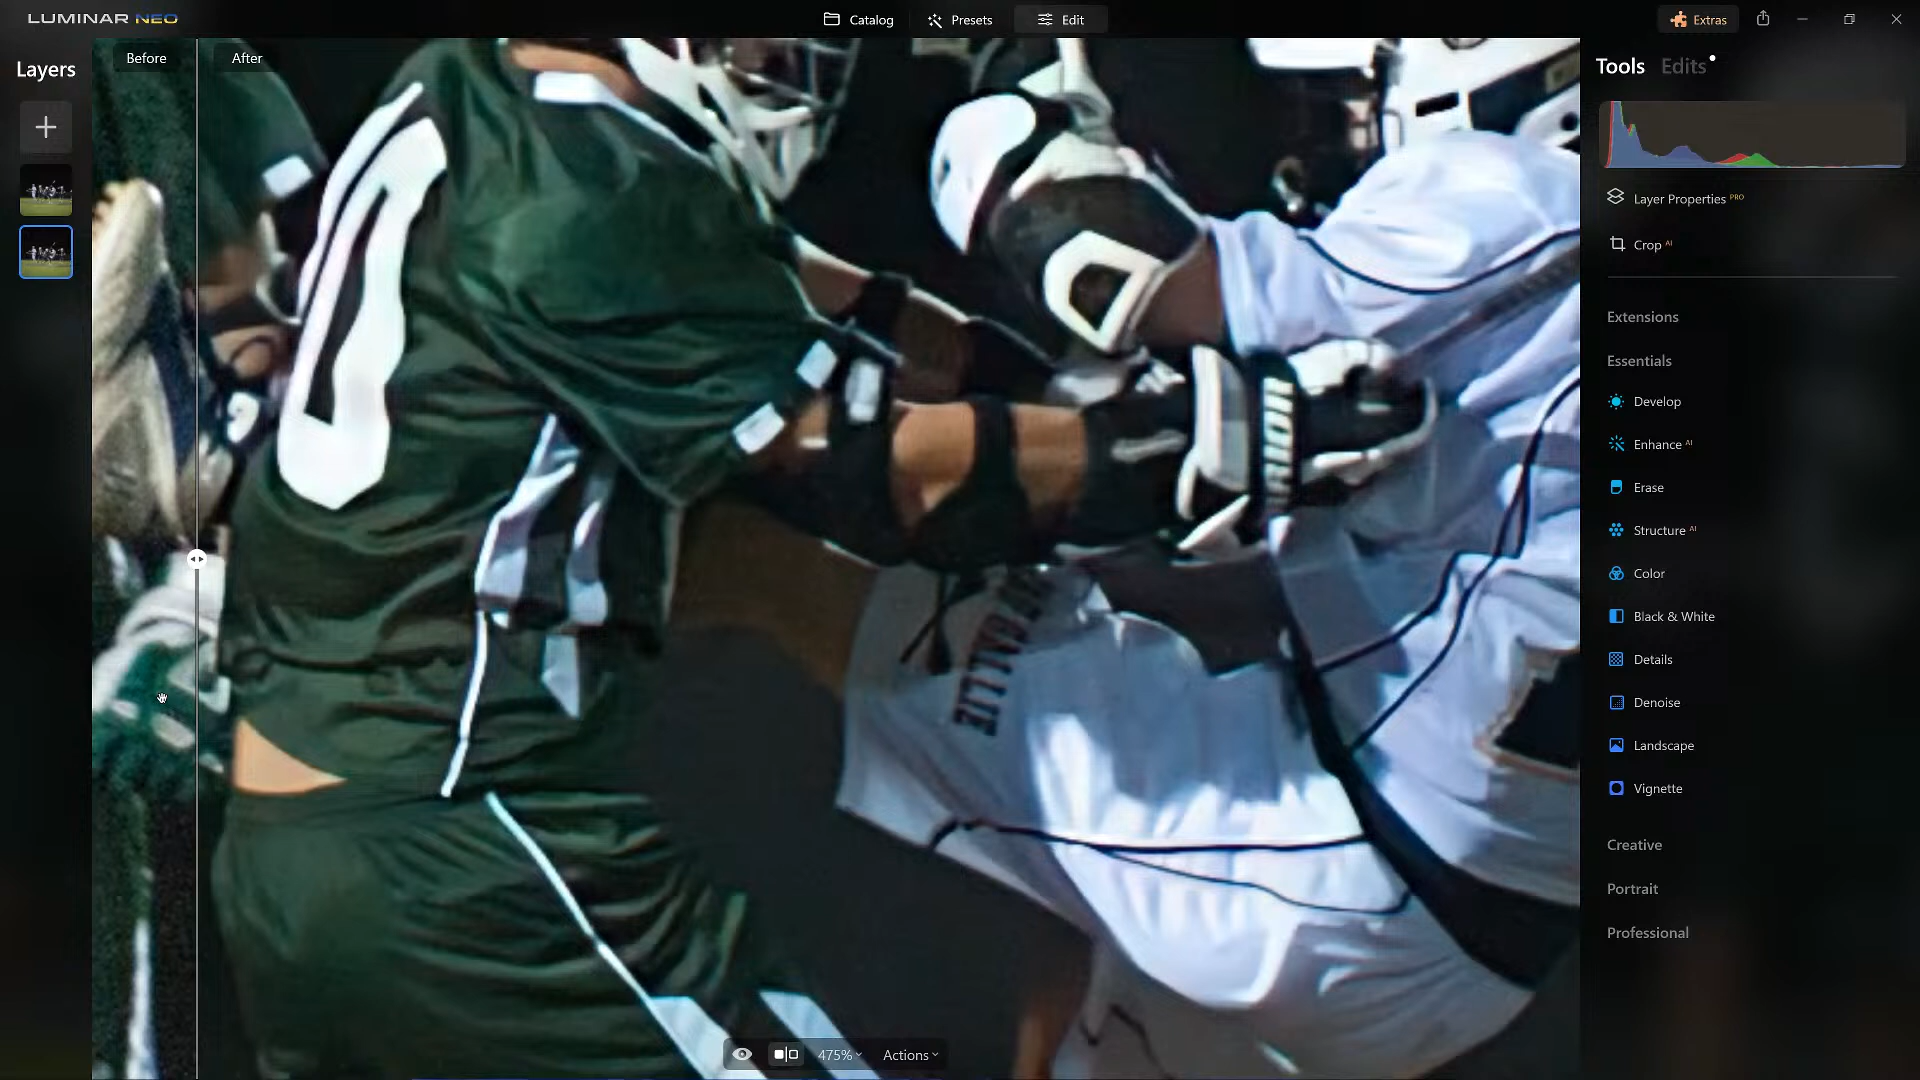 LUMINAR NEO
Catalog
Presets
Edit
Extras
Layers
Before
After
Tools
Edits
Layer Properties PRO
Crop AI
Extensions
Essentials
Develop
Enhance AI
Erase
Structure AI
Color
Black & White
Details
Denoise
Landscape
Vignette
Creative
Portrait
Professional
475%
Actions